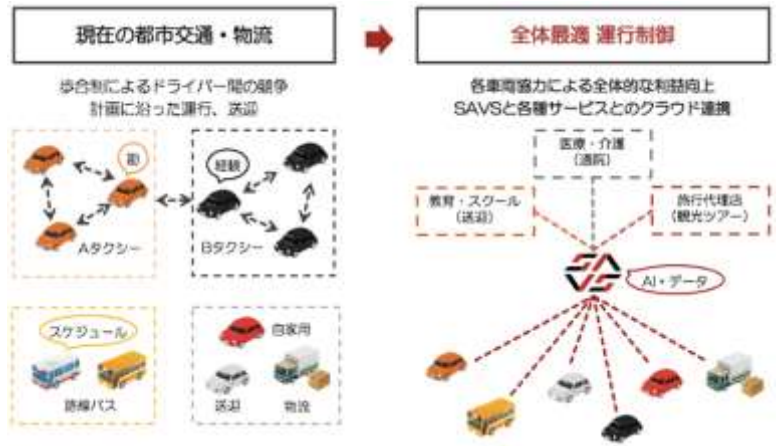 現在の都市交通・物流
歩合制によるドライバー間の競争
計画に沿った運行、送迎
勘
経験
Aタクシー
Bタクシー
スケジュール
路線バス
自家用
送迎
物流
全体最適 運行制御
各車両協力による全体的な利益向上
SAVSと各種サービスとのクラウド連携
医療・介護
（通院）
教育・スクール
（送迎）
旅行代理店
（観光ツアー）
SAVS
AI・データ